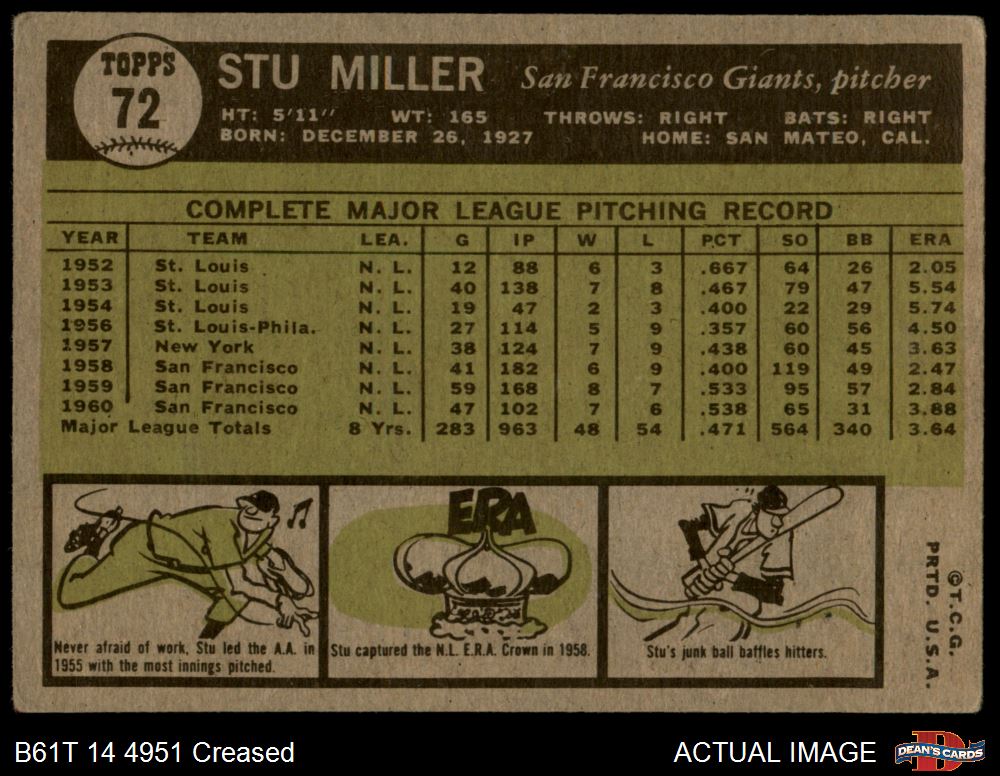 TOPPS
72
STU MILLER San Francisco Giants, pitcher
HT: 5'11" WT: 165 THROWS: RIGHT BATS: RIGHT
BORN: DECEMBER 26, 1927 HOME: SAN MATEO, CAL.
COMPLETE MAJOR LEAGUE PITCHING RECORD
YEAR TEAM LEA. G IP W L PCT SO BB ERA
1952 St. Louis N. L. 12 88 6 3 .667 64 26 2.05
1953 St. Louis N. L. 40 138 7 8 .467 79 47 5.54
1954 St. Louis N. L. 19 47 2 3 .400 22 29 5.74
1956 St. Louis-Phila. N. L. 27 114 5 9 .357 60 56 4.50
1957 New York N. L. 38 124 7 9 .438 60 45 3.63
1958 San Francisco N. L. 41 182 6 9 .400 119 49 2.47
1959 San Francisco N. L. 59 168 8 7 .533 95 57 2.84
1960 San Francisco N. L. 47 102 7 6 .538 65 31 3.88
Major League Totals 8 Yrs. 283 963 48 54 .471 564 340 3.64
Never afraid of work, Stu led the A.A. in
1955 with the most innings pitched.
ERA
Stu captured the N.L. E.R.A. Crown in 1958.
Stu's junk ball baffles hitters.
©T.C.G.
PRTD. U.S.A.
B61T 14 4951 Creased
ACTUAL IMAGE
DEAN'S CARDS